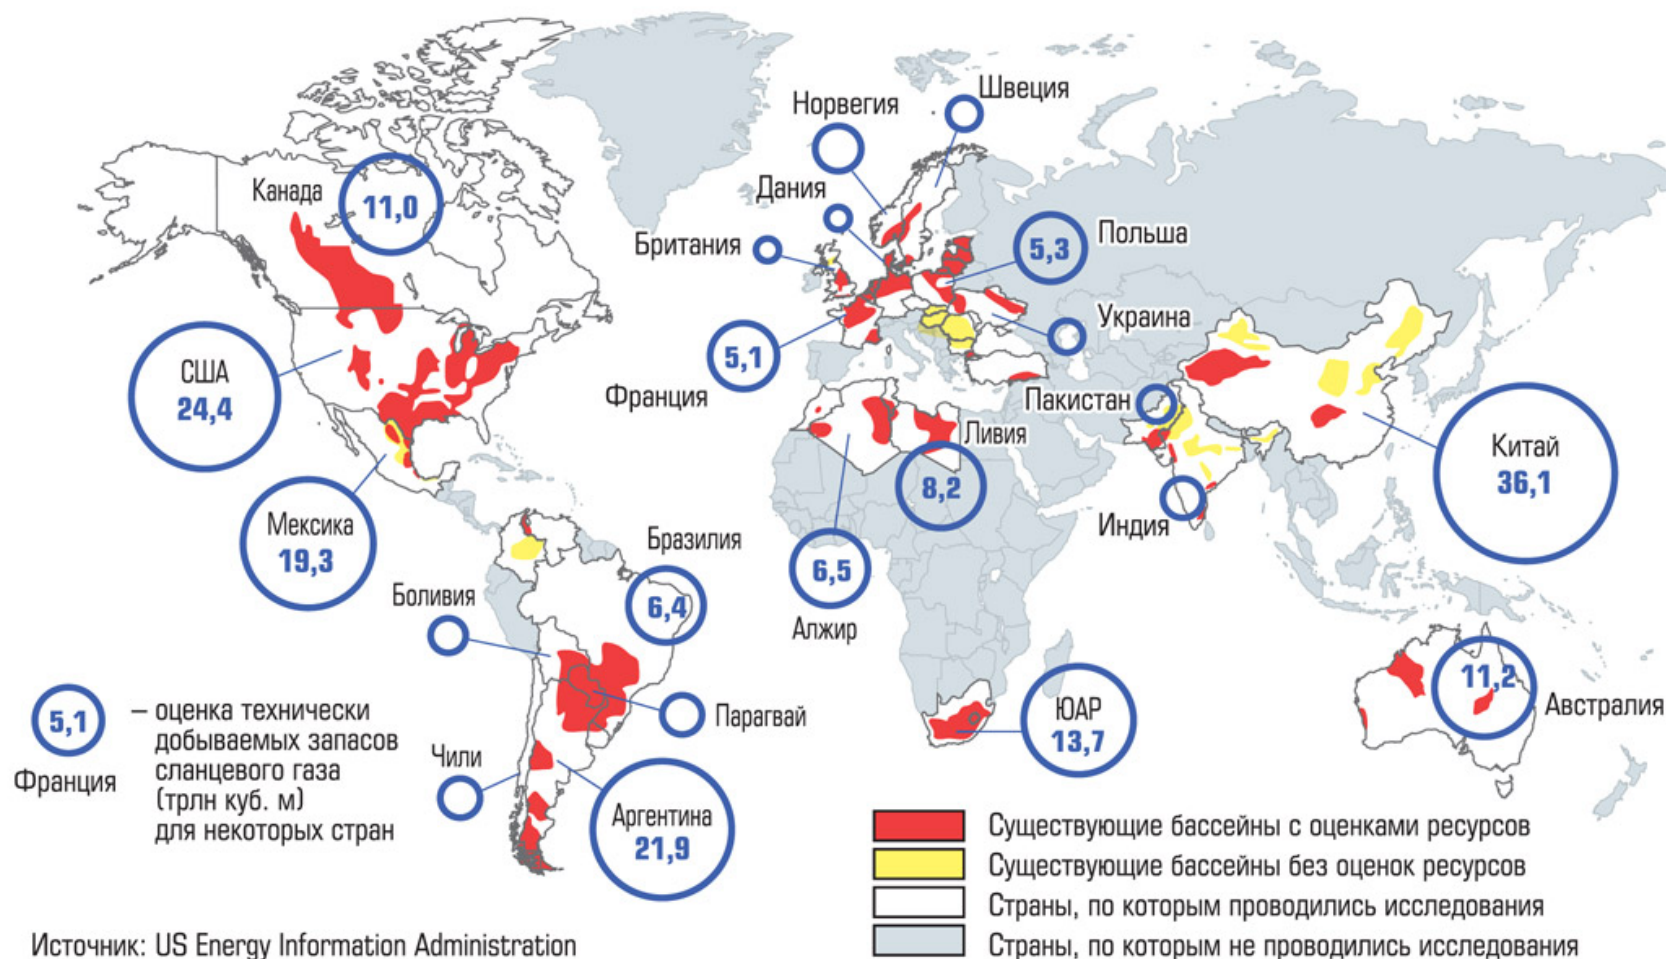 Швеция
Норвегия
Дания
Британия
Канада
11,0
5,3
Польша
Украина
США
24,4
5,1
Франция
Пакистан
Китай
36,1
Ливия
8,2
Индия
Мексика
19,3
Бразилия
6,4
6,5
Алжир
Боливия
Парагвай
ЮАР
13,7
11,2
Австралия
Чили
Аргентина
21,9
5,1
Франция
– оценка технически
добываемых запасов
сланцевого газа
(трлн куб. м)
для некоторых стран
Существующие бассейны с оценками ресурсов
Существующие бассейны без оценок ресурсов
Страны, по которым проводились исследования
Страны, по которым не проводились исследования
Источник: US Energy Information Administration